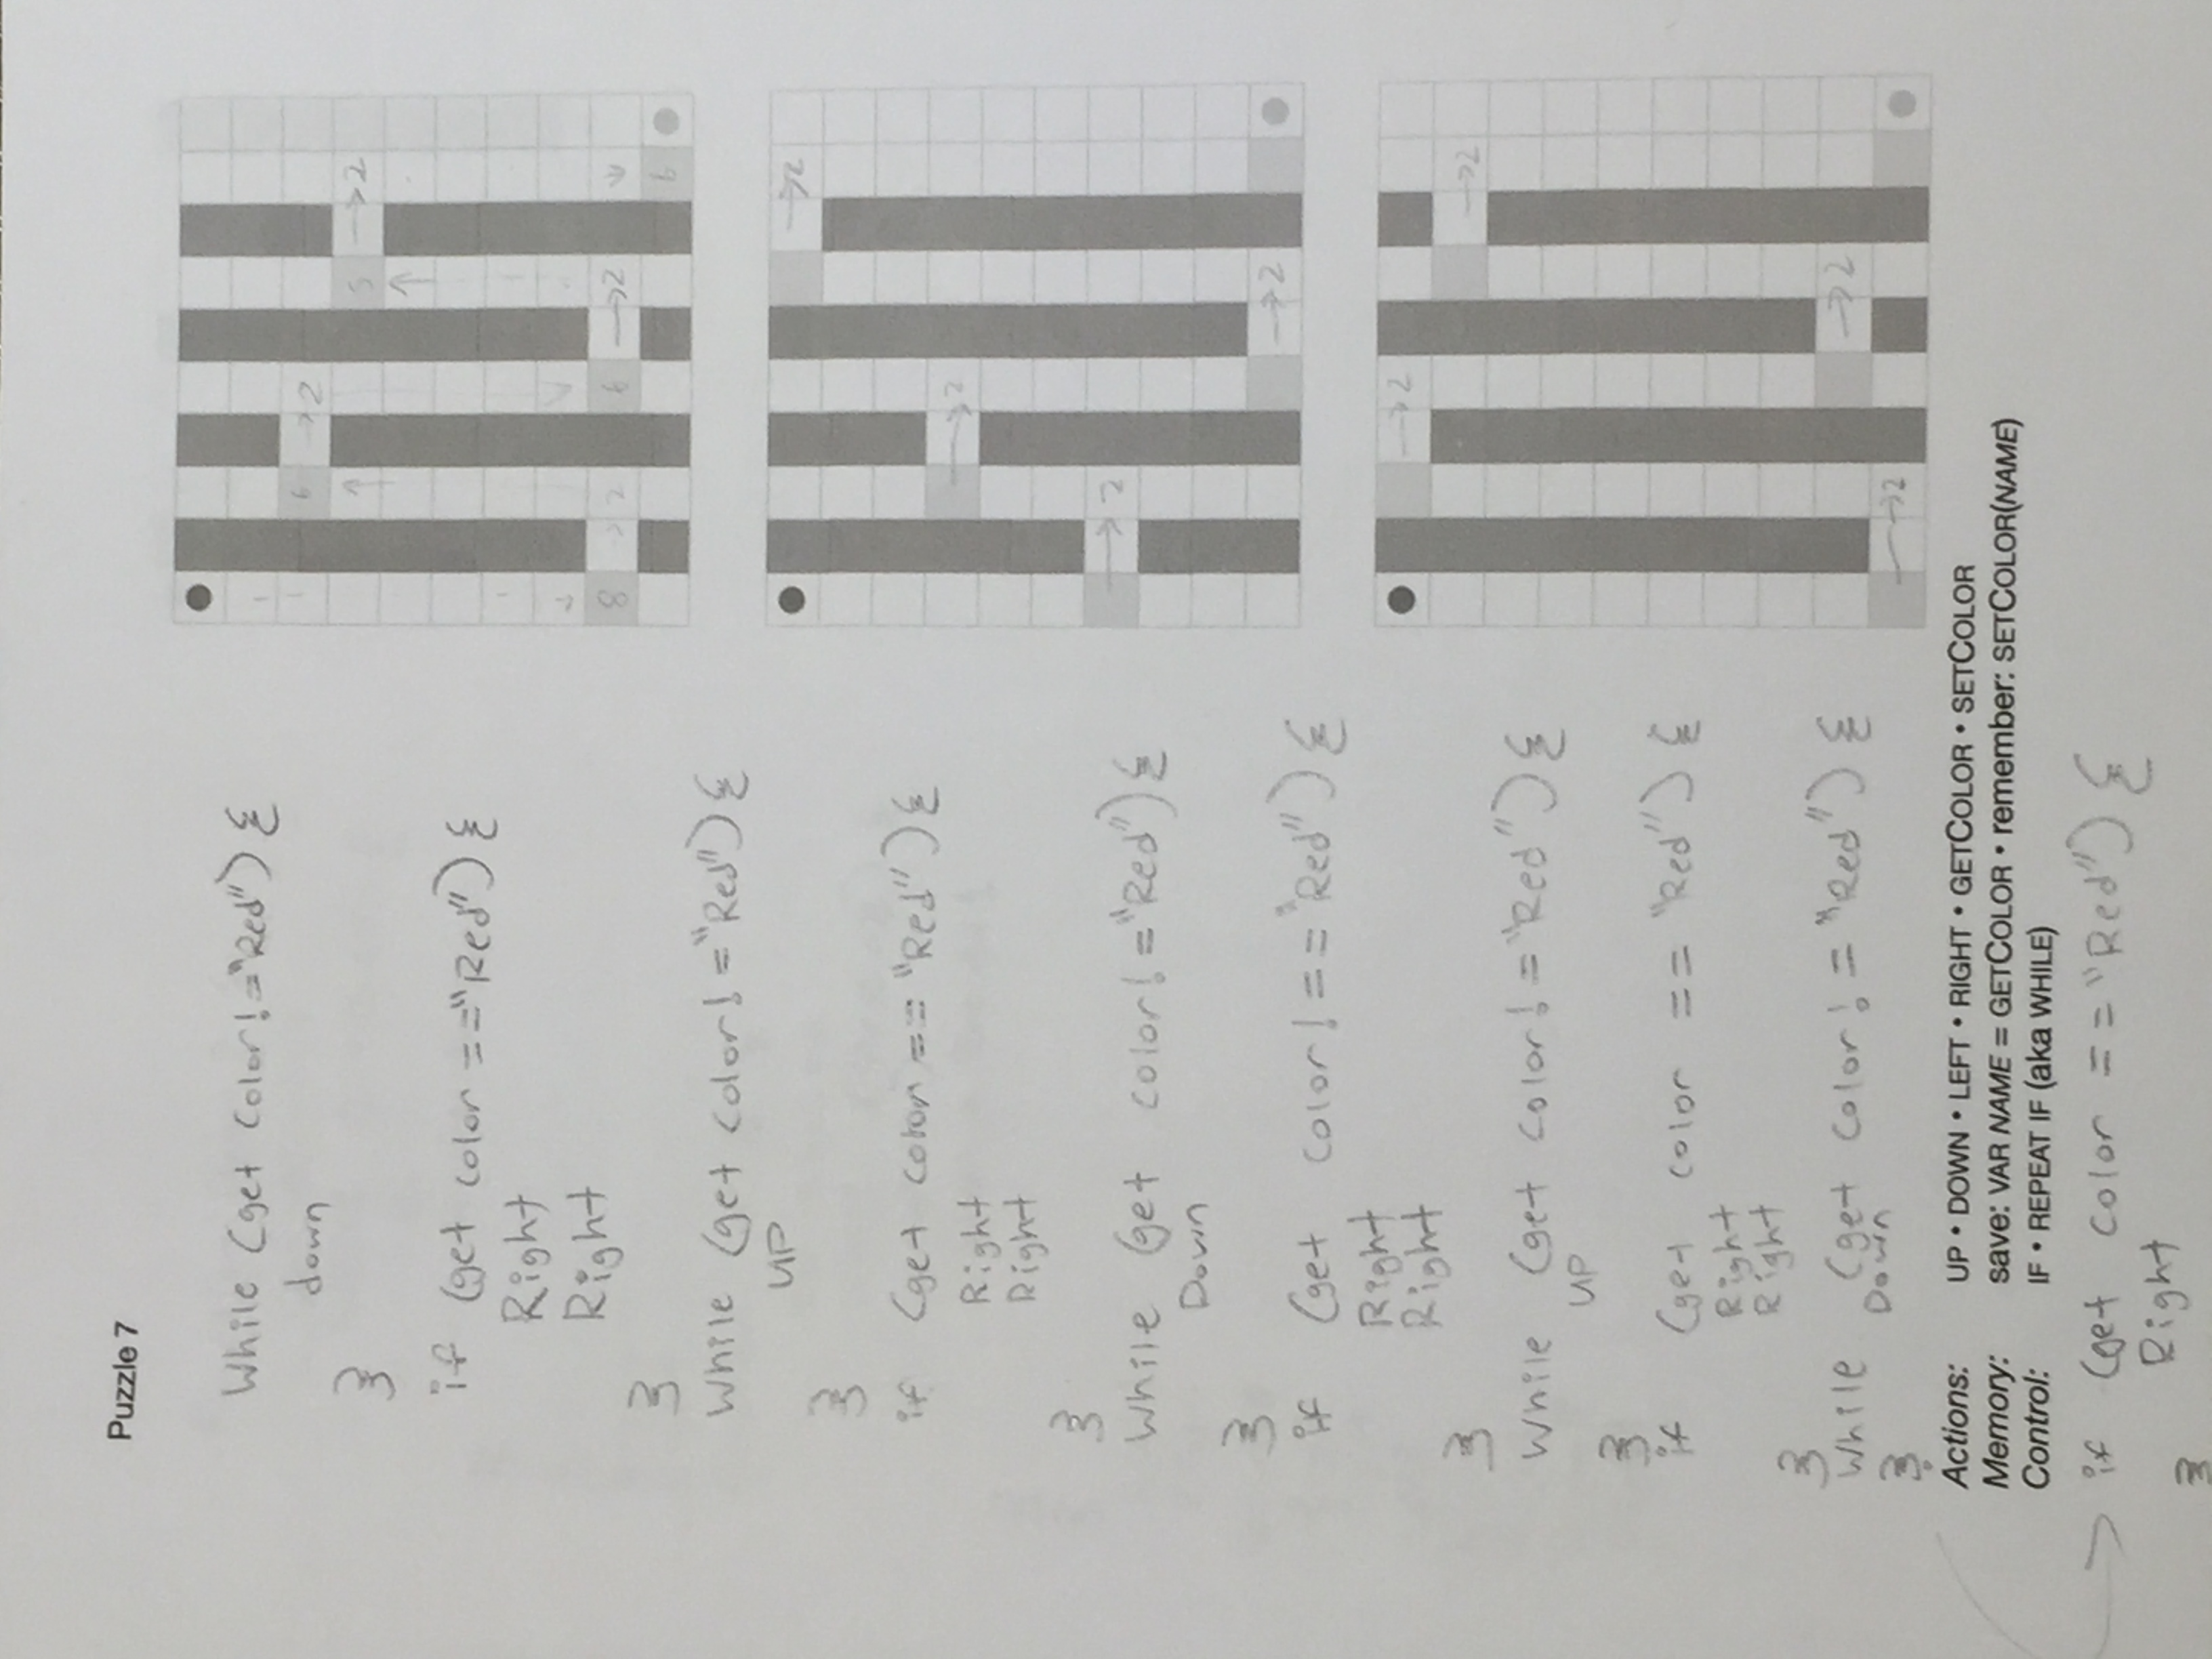 Puzzle 7
While (get color!="Red") {
down
}
if (get color =="Red") {
Right
Right
}
While (get color! ="Red") {
UP
}
if (get color == "Red") {
Right
Right
}
While (get color! ="Red") {
Down
}
if (get color! == "Red") {
Right
Right
}
While (get color! = "Red") {
UP
}
if (get color == "Red") {
Right
Right
}
While (get color! = "Red") {
Down
}
Actions: UP • DOWN • LEFT • RIGHT • GETCOLOR • SETCOLOR
Memory: save: VAR NAME = GETCOLOR • remember: SETCOLOR(NAME)
Control: IF • REPEAT IF (aka WHILE)
→ if (get color == "Red") {
Right
}
6 → 2
5 → 2
8 → 2 6 → 2
6
→ 2
→ 2
→ 2
→ 2
→ 2
→ 2
→ 2
→ 2